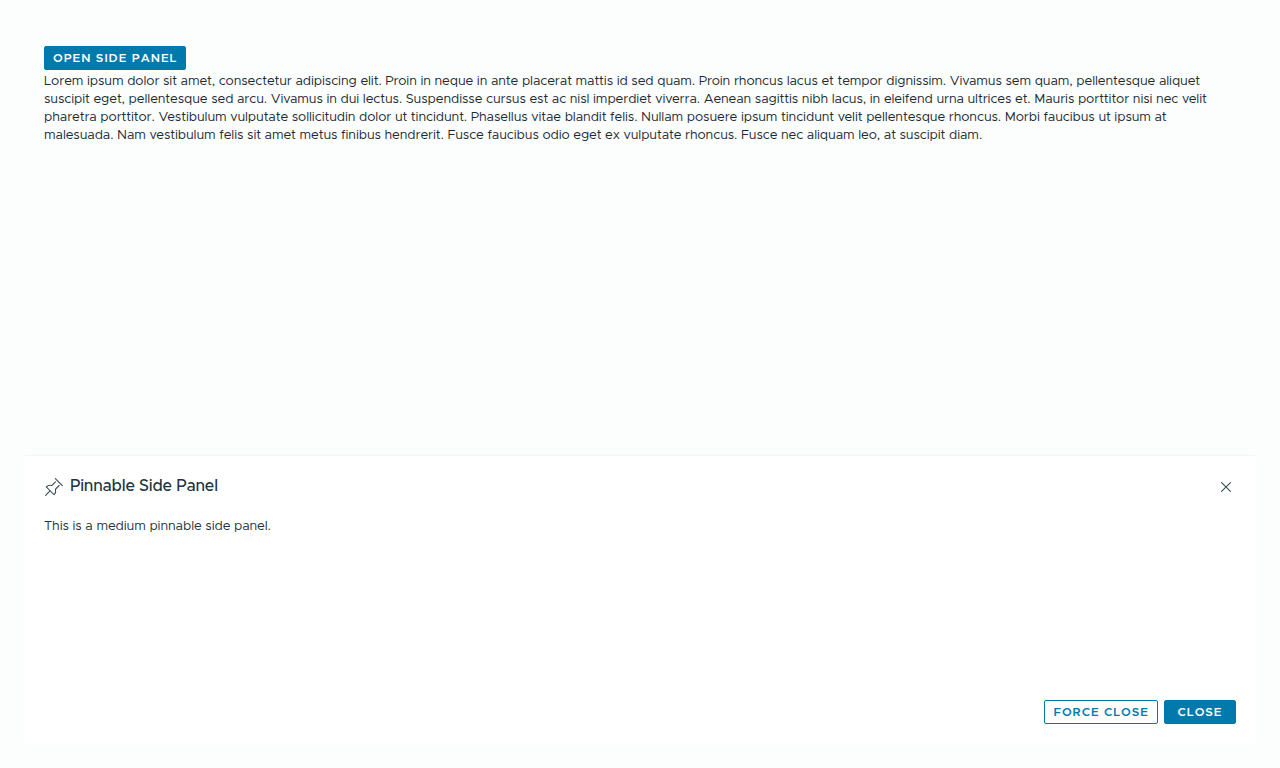 OPEN SIDE PANEL
Lorem ipsum dolor sit amet, consectetur adipiscing elit. Proin in neque in ante placerat mattis id sed quam. Proin rhoncus lacus et tempor dignissim. Vivamus sem quam, pellentesque aliquet
suscipit eget, pellentesque sed arcu. Vivamus in dui lectus. Suspendisse cursus est ac nisl imperdiet viverra. Aenean sagittis nibh lacus, in eleifend urna ultrices et. Mauris porttitor nisi nec velit
pharetra porttitor. Vestibulum vulputate sollicitudin dolor ut tincidunt. Phasellus vitae blandit felis. Nullam posuere ipsum tincidunt velit pellentesque rhoncus. Morbi faucibus ut ipsum at
malesuada. Nam vestibulum felis sit amet metus finibus hendrerit. Fusce faucibus odio eget ex vulputate rhoncus. Fusce nec aliquam leo, at suscipit diam.
Pinnable Side Panel
This is a medium pinnable side panel.
FORCE CLOSE CLOSE